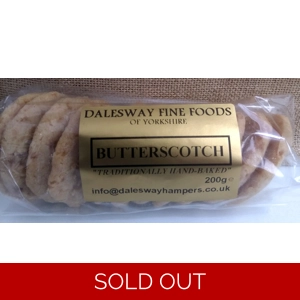 DALESWAY FINE FOODS
OF YORKSHIRE
BUTTERSCOTCH
"TRADITIONALLY HAND-BAKED"
200g℮
info@daleswayhampers.co.uk
SOLD OUT